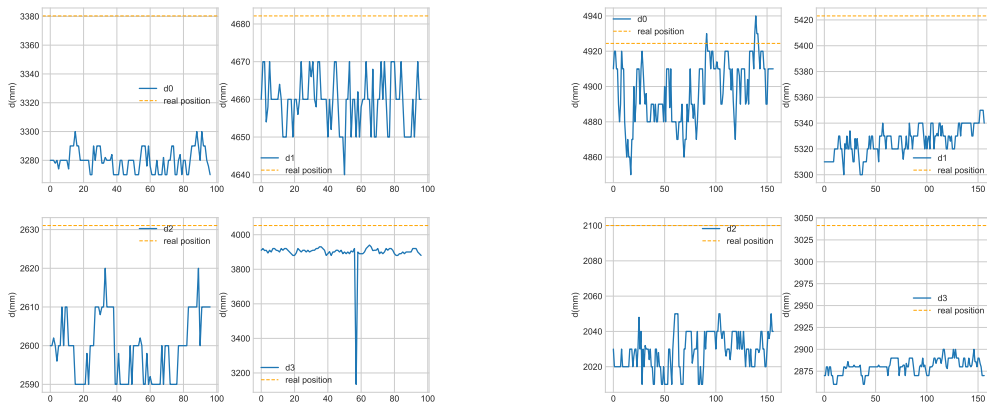 3380
3360
3340
3320
3300
3280
d(mm)
d0
real position
0 20 40 60 80 100
4680
4670
4660
4650
4640
d(mm)
d1
real position
0 20 40 60 80 100
4940
4920
4900
4880
4860
d(mm)
d0
real position
0 50 100 150
5420
5400
5380
5360
5340
5320
5300
d(mm)
d1
real position
0 50 100 150
2630
2620
2610
2600
2590
d(mm)
d2
real position
0 20 40 60 80 100
4000
3800
3600
3400
3200
d(mm)
d3
real position
0 20 40 60 80 100
2100
2080
2060
2040
2020
d(mm)
d2
real position
0 50 100 150
3050
3025
3000
2975
2950
2925
2900
2875
d(mm)
d3
real position
0 50 100 150